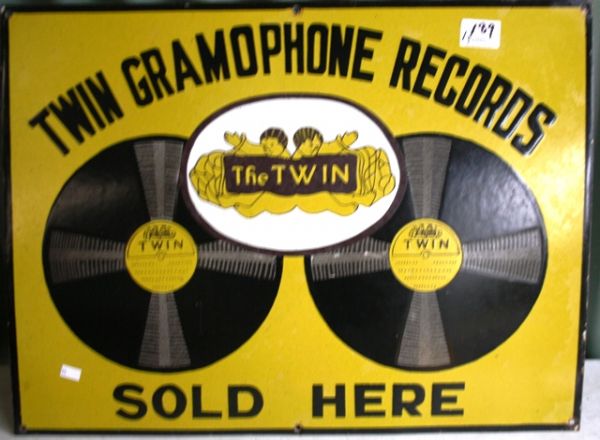 TWIN GRAMOPHONE RECORDS
The TWIN
TWIN
TWIN
SOLD HERE